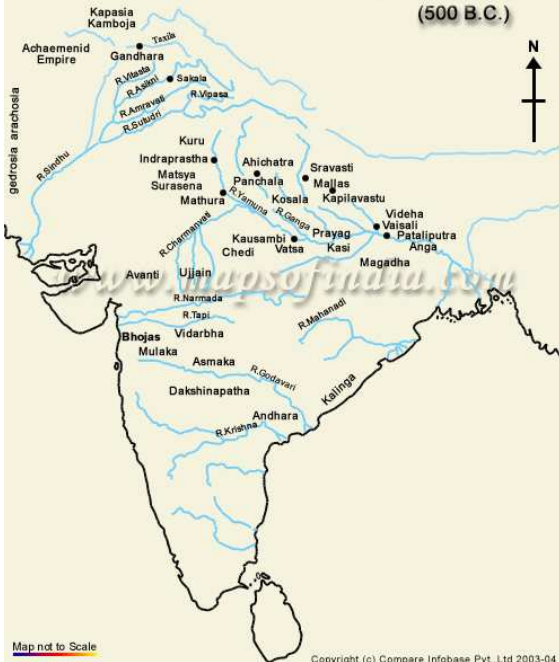 (500 B.C.)
Kapasia
Kamboja
Achaemenid
Empire
Taxila
Gandhara
R.Vitasta
R.Asikni
Sakala
R.Vipasa
R.Amravati
R.Sutudri
N
gedrosia arachosia
R.Sindhu
Kuru
Indraprastha
Matsya
Surasena
Mathura
Ahichatra
Panchala
Sravasti
Mallas
Kapilavastu
Kosala
R.Yamuna
R.Ganga
R.Charmanvati
Videha
Vaisali
Pataliputra
Anga
Prayag
Kasi
Kausambi
Vatsa
Chedi
Magadha
Avanti
Ujjain
www.mapsofindia.com
R.Narmada
R.Tapi
R.Mahanadi
Bhojas
Vidarbha
Mulaka
Asmaka
R.Godavari
Kalinga
Dakshinapatha
Andhara
R.Krishna
Map not to Scale
Copyright (c) Compare Infobase Pvt. Ltd 2003-04